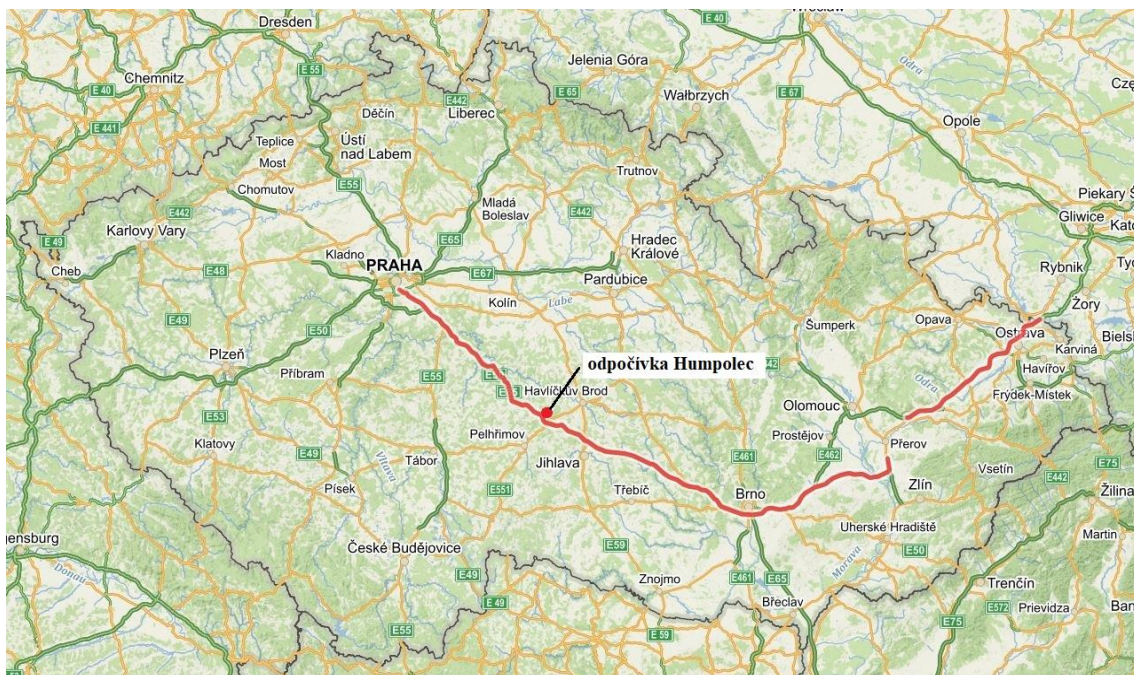 Wrocław
E 40
Dresden
E 55
Jelenia Góra
E 65
Chemnitz
E 40
Wałbrzych
E 67
Odra
Děčín
E442
Liberec
E 441
Teplice
Ústí
nad Labem
Opole
Most
Trutnov
Chomutov
E55
Piekary Ś
Mladá
Boleslav
E442
Gliwice
Kato
Karlovy Vary
E65
Hradec
Králové
E 49
Kladno
PRAHA
Rybnik
Cheb
E48
E67
Pardubice
Kolín
Labe
Żory
E49
E50
Šumperk
Opava
Ostrava
Bielsk
Plzeň
Karviná
odpočívka Humpolec
Příbram
E55
Havířov
Havlíčkův Brod
Odra
Frýdek-Místek
Olomouc
E53
Pelhřimov
Prostějov
Přerov
Klatovy
E49
Vltava
Tábor
Jihlava
E461
E462
Vsetín
E75
Zlín
E442
Písek
E551
Třebíč
Brno
Žilina
Uherské Hradiště
Martin
České Budějovice
E59
E50
Morava
Donau
E49
Znojmo
E461
E65
Trenčín
E 49
Břeclav
E572
Prievidza
E55
E 59
E75